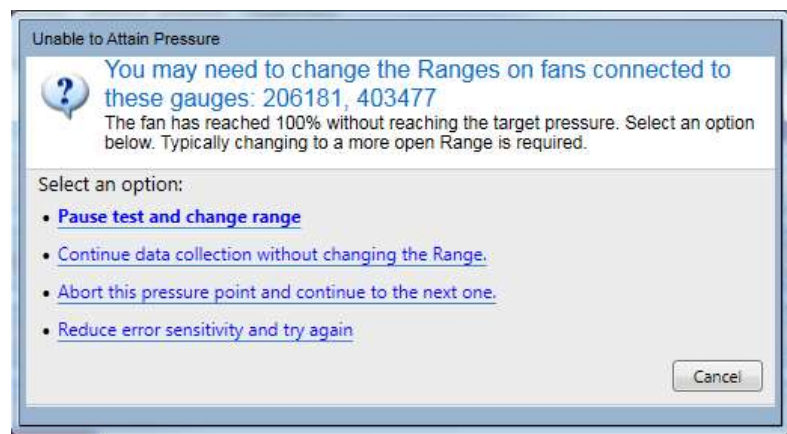 Unable to Attain Pressure
You may need to change the Ranges on fans connected to
these gauges: 206181, 403477
The fan has reached 100% without reaching the target pressure. Select an option
below. Typically changing to a more open Range is required.
Select an option:
• Pause test and change range
• Continue data collection without changing the Range.
• Abort this pressure point and continue to the next one.
• Reduce error sensitivity and try again
Cancel